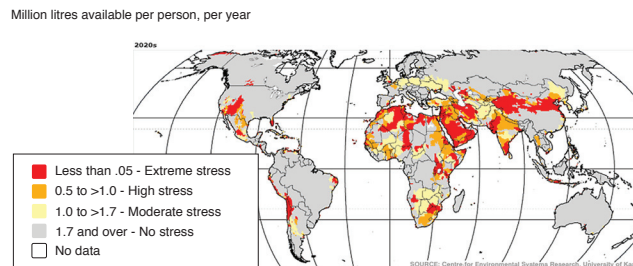 Million litres available per person, per year
2020s
Less than .05 - Extreme stress
0.5 to >1.0 - High stress
1.0 to >1.7 - Moderate stress
1.7 and over - No stress
No data
SOURCE: Centre for Environmental Systems Research, University of